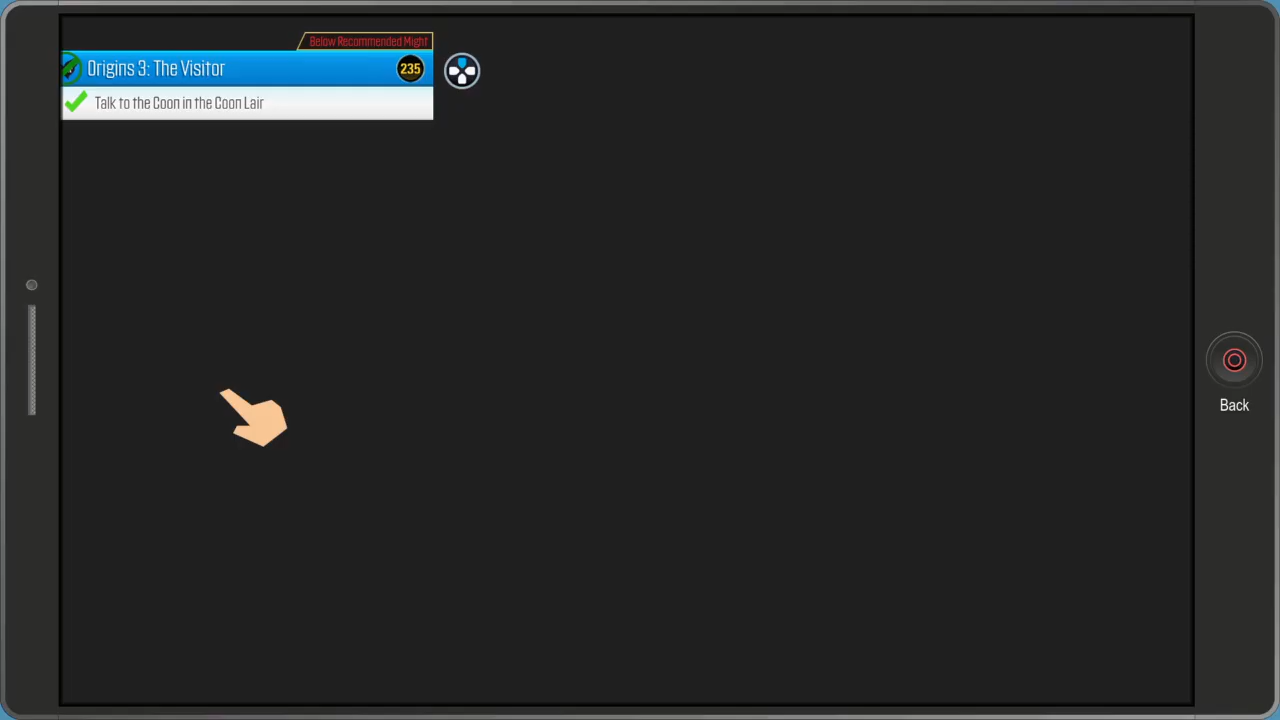 Below Recommended Might
Origins 3: The Visitor
235
Talk to the Coon in the Coon Lair
Back